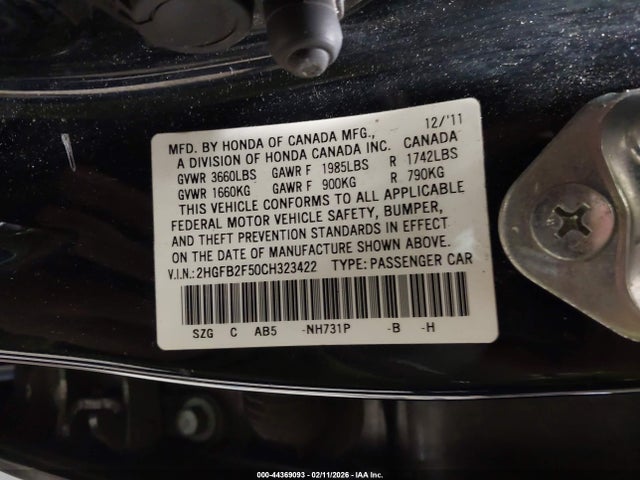 MFD. BY HONDA OF CANADA MFG., 12/'11
A DIVISION OF HONDA CANADA INC. CANADA
GVWR 3660LBS GAWR F 1985LBS R 1742LBS
GVWR 1660KG GAWR F 900KG R 790KG
THIS VEHICLE CONFORMS TO ALL APPLICABLE
FEDERAL MOTOR VEHICLE SAFETY, BUMPER,
AND THEFT PREVENTION STANDARDS IN EFFECT
ON THE DATE OF MANUFACTURE SHOWN ABOVE.
V.I.N.: 2HGFB2F50CH323422 TYPE: PASSENGER CAR
SZG C AB5 -NH731P -B -H
000-44369093 - 02/11/2026 - IAA Inc.